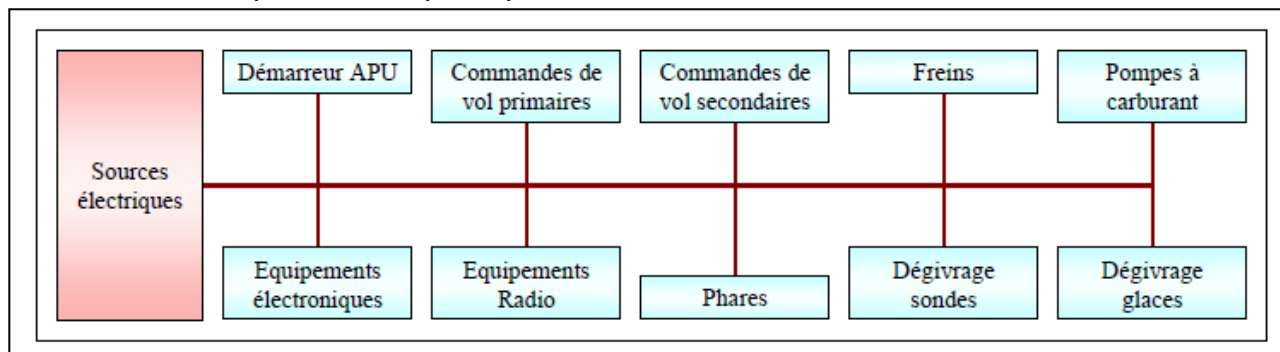 Sources
électriques
Démarreur APU
Commandes de
vol primaires
Commandes de
vol secondaires
Freins
Pompes à
carburant
Equipements
électroniques
Equipements
Radio
Phares
Dégivrage
sondes
Dégivrage
glaces